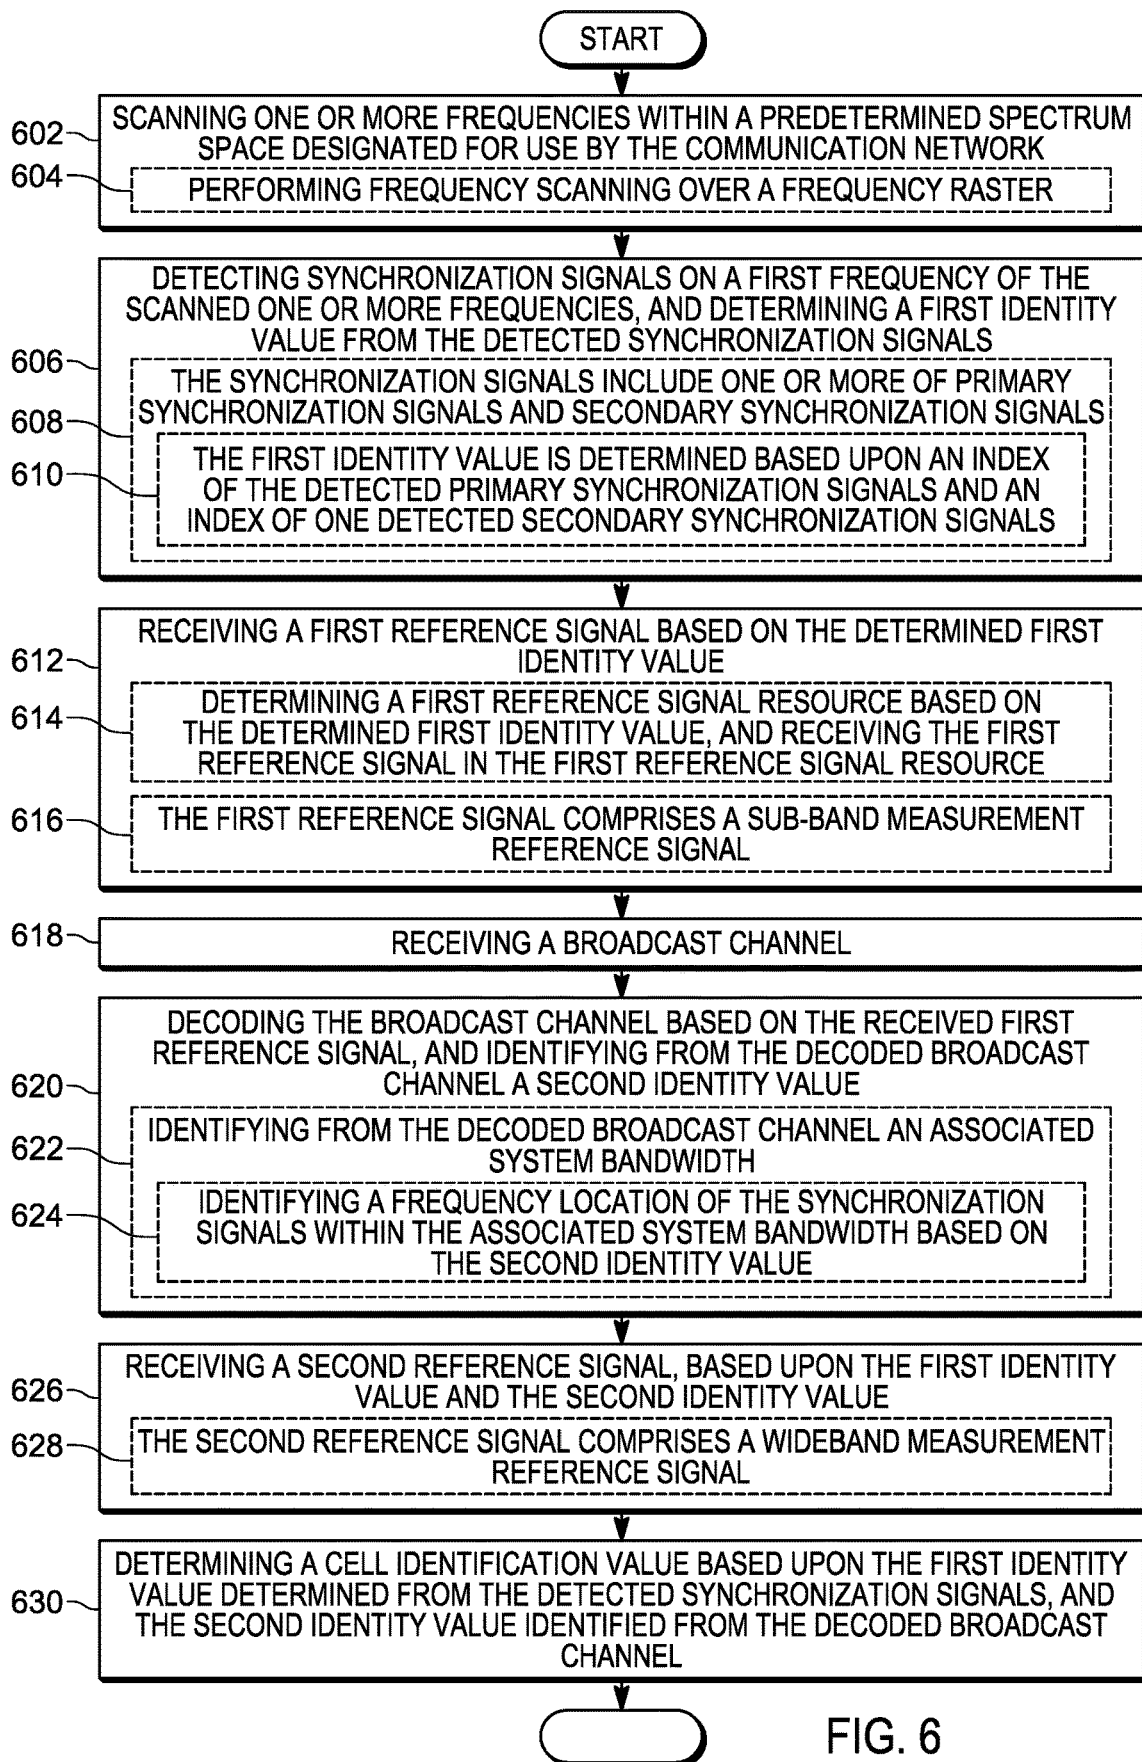 START
602
SCANNING ONE OR MORE FREQUENCIES WITHIN A PREDETERMINED SPECTRUM
SPACE DESIGNATED FOR USE BY THE COMMUNICATION NETWORK
604
PERFORMING FREQUENCY SCANNING OVER A FREQUENCY RASTER
DETECTING SYNCHRONIZATION SIGNALS ON A FIRST FREQUENCY OF THE
SCANNED ONE OR MORE FREQUENCIES, AND DETERMINING A FIRST IDENTITY
VALUE FROM THE DETECTED SYNCHRONIZATION SIGNALS
606
THE SYNCHRONIZATION SIGNALS INCLUDE ONE OR MORE OF PRIMARY
SYNCHRONIZATION SIGNALS AND SECONDARY SYNCHRONIZATION SIGNALS
608
610
THE FIRST IDENTITY VALUE IS DETERMINED BASED UPON AN INDEX
OF THE DETECTED PRIMARY SYNCHRONIZATION SIGNALS AND AN
INDEX OF ONE DETECTED SECONDARY SYNCHRONIZATION SIGNALS
612
RECEIVING A FIRST REFERENCE SIGNAL BASED ON THE DETERMINED FIRST
IDENTITY VALUE
614
DETERMINING A FIRST REFERENCE SIGNAL RESOURCE BASED ON
THE DETERMINED FIRST IDENTITY VALUE, AND RECEIVING THE FIRST
REFERENCE SIGNAL IN THE FIRST REFERENCE SIGNAL RESOURCE
616
THE FIRST REFERENCE SIGNAL COMPRISES A SUB-BAND MEASUREMENT
REFERENCE SIGNAL
618
RECEIVING A BROADCAST CHANNEL
620
DECODING THE BROADCAST CHANNEL BASED ON THE RECEIVED FIRST
REFERENCE SIGNAL, AND IDENTIFYING FROM THE DECODED BROADCAST
CHANNEL A SECOND IDENTITY VALUE
622
IDENTIFYING FROM THE DECODED BROADCAST CHANNEL AN ASSOCIATED
SYSTEM BANDWIDTH
624
IDENTIFYING A FREQUENCY LOCATION OF THE SYNCHRONIZATION
SIGNALS WITHIN THE ASSOCIATED SYSTEM BANDWIDTH BASED ON
THE SECOND IDENTITY VALUE
626
RECEIVING A SECOND REFERENCE SIGNAL, BASED UPON THE FIRST IDENTITY
VALUE AND THE SECOND IDENTITY VALUE
628
THE SECOND REFERENCE SIGNAL COMPRISES A WIDEBAND MEASUREMENT
REFERENCE SIGNAL
630
DETERMINING A CELL IDENTIFICATION VALUE BASED UPON THE FIRST IDENTITY
VALUE DETERMINED FROM THE DETECTED SYNCHRONIZATION SIGNALS, AND
THE SECOND IDENTITY VALUE IDENTIFIED FROM THE DECODED BROADCAST
CHANNEL
FIG. 6